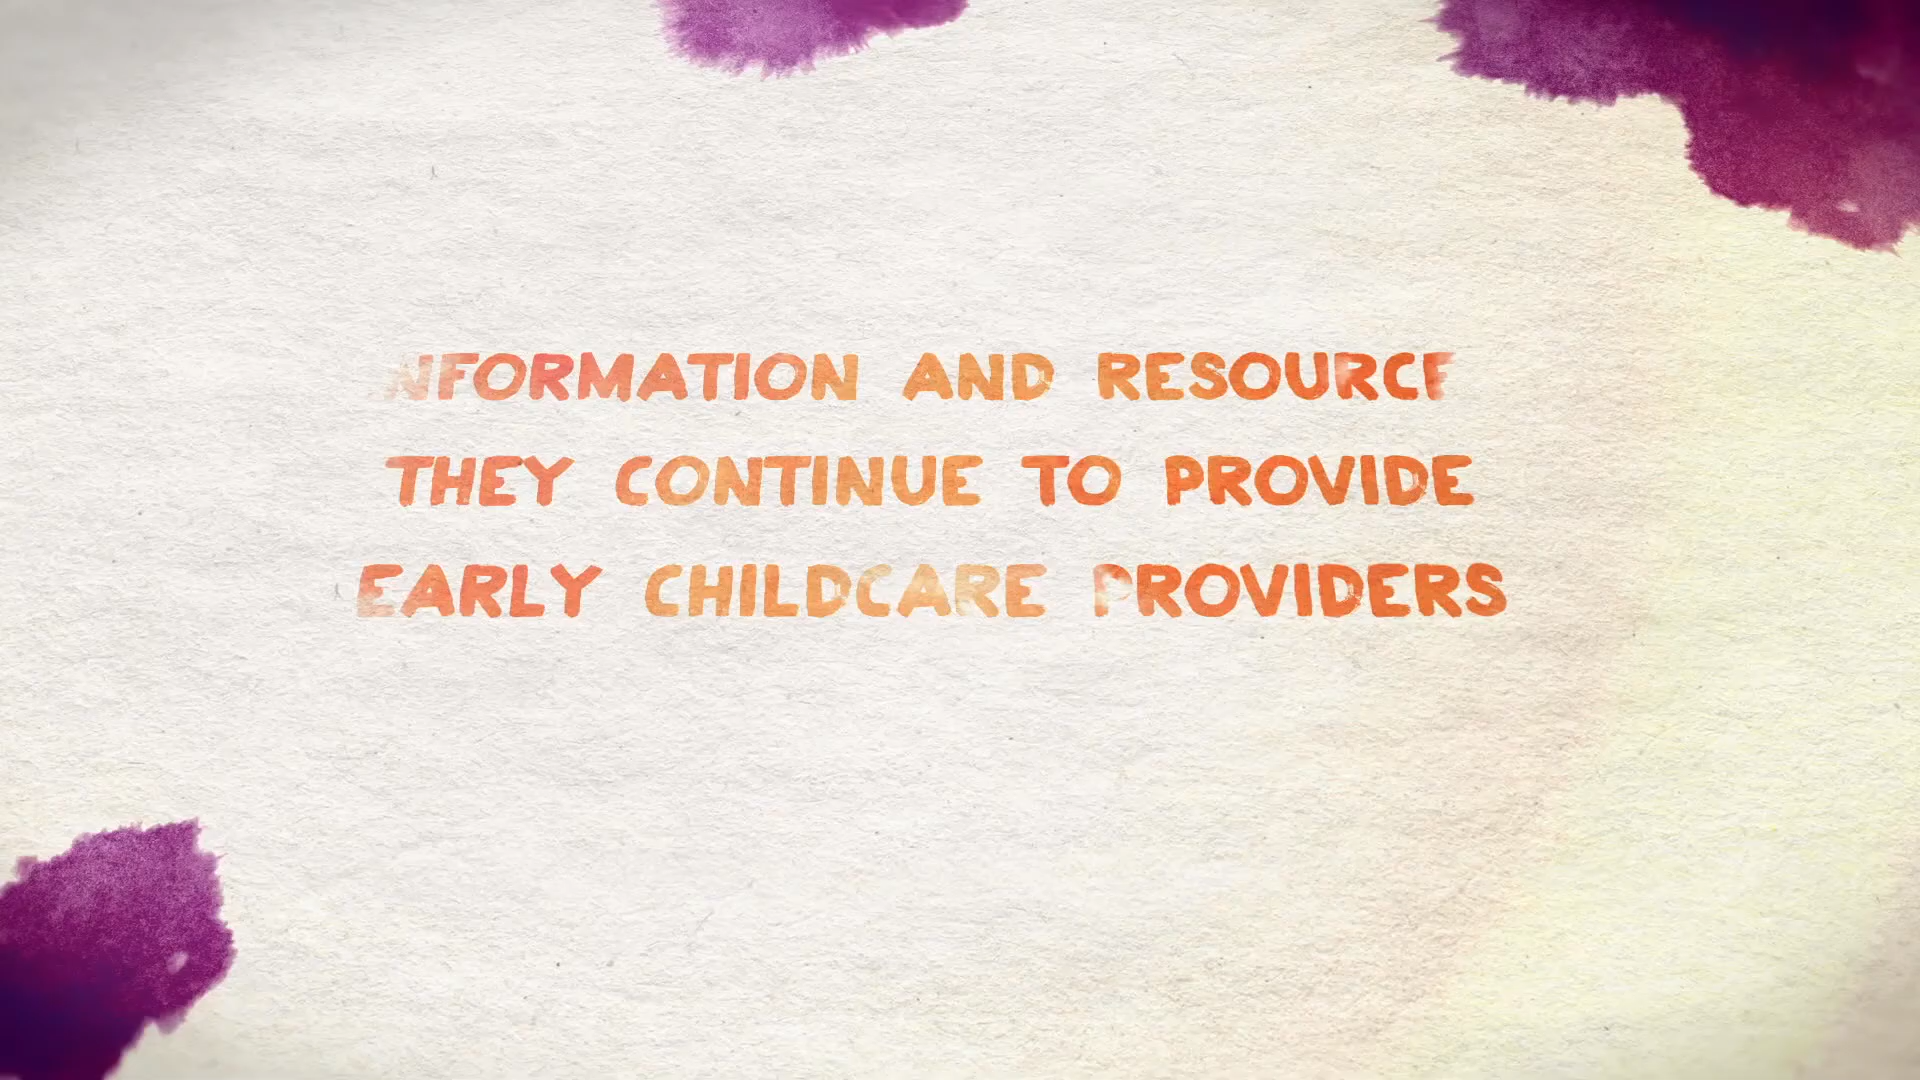 NFORMATION AND RESOURCE
THEY CONTINUE TO PROVIDE
EARLY CHILDCARE PROVIDERS